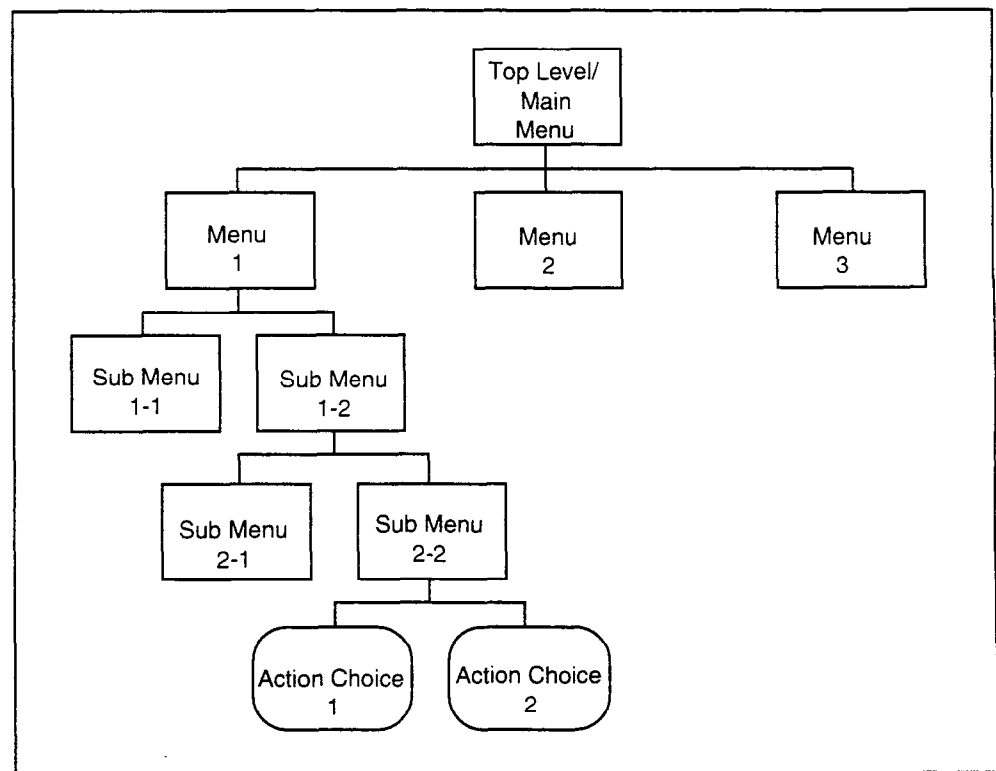 Top Level/
Main
Menu
Menu
1
Menu
2
Menu
3
Sub Menu
1-1
Sub Menu
1-2
Sub Menu
2-1
Sub Menu
2-2
Action Choice
1
Action Choice
2